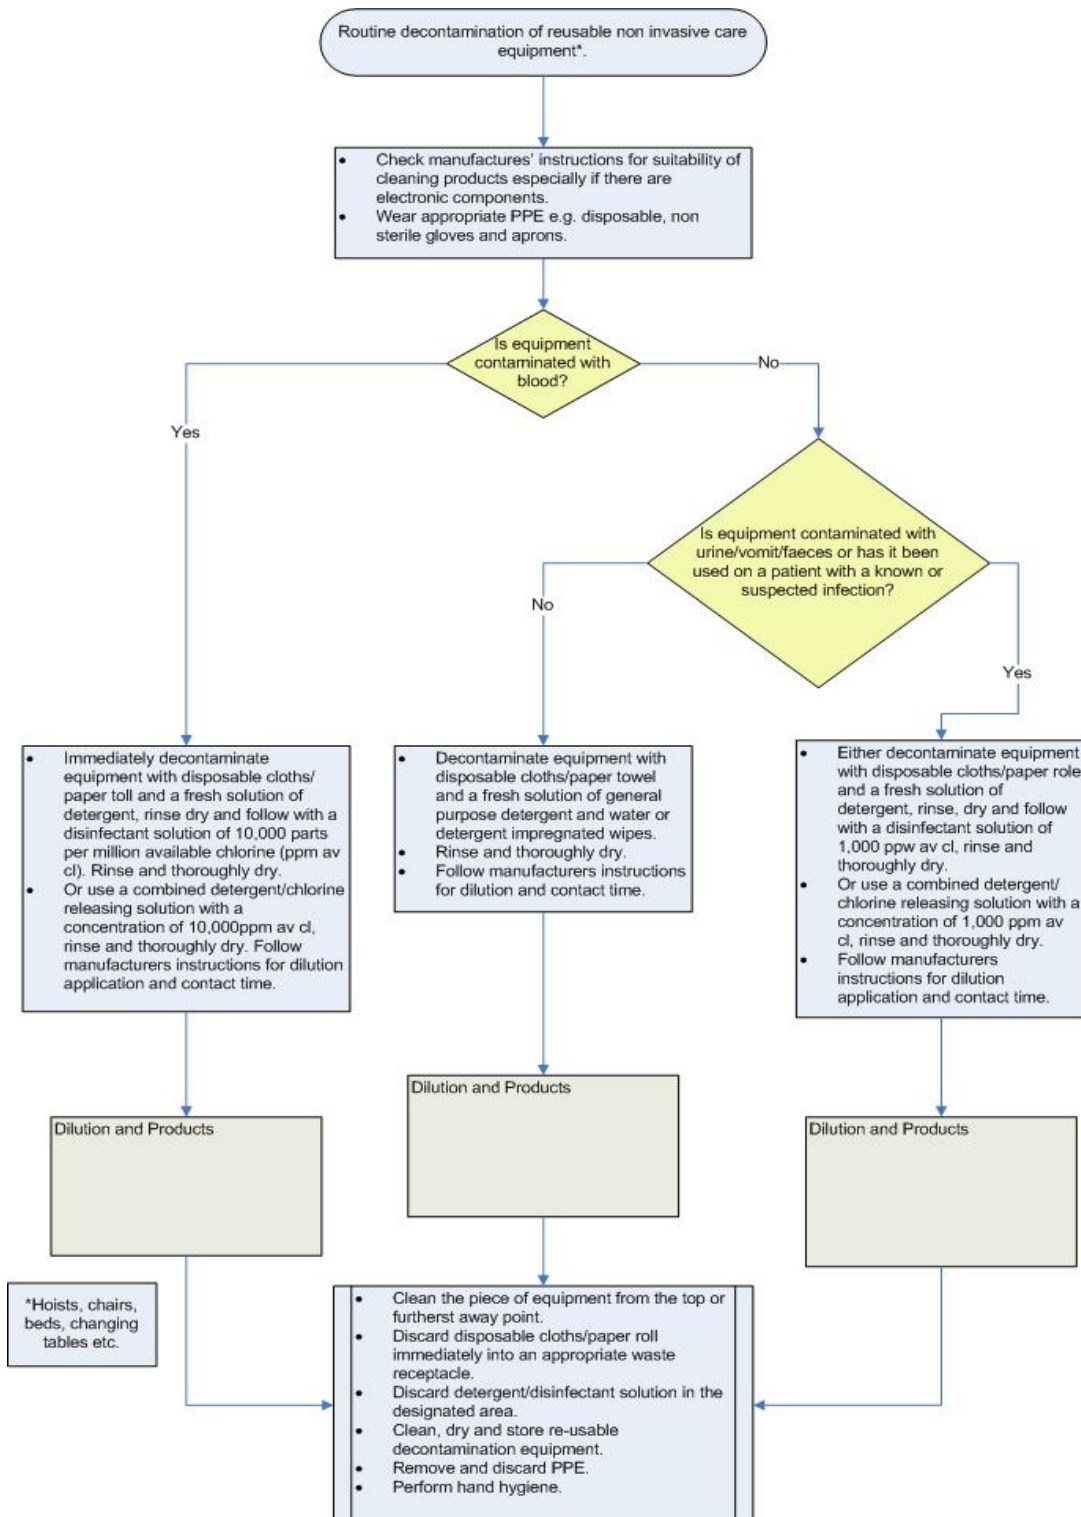 Routine decontamination of reusable non invasive care
equipment*.
• Check manufactures' instructions for suitability of
cleaning products especially if there are
electronic components.
• Wear appropriate PPE e.g. disposable, non
sterile gloves and aprons.
Is equipment
contaminated with
blood?
No
Yes
Is equipment contaminated with
urine/vomit/faeces or has it been
used on a patient with a known or
suspected infection?
No
Yes
• Immediately decontaminate
equipment with disposable cloths/
paper toll and a fresh solution of
detergent, rinse dry and follow with a
disinfectant solution of 10,000 parts
per million available chlorine (ppm av
cl). Rinse and thoroughly dry.
• Or use a combined detergent/chlorine
releasing solution with a
concentration of 10,000ppm av cl,
rinse and thoroughly dry. Follow
manufacturers instructions for dilution
application and contact time.
• Decontaminate equipment with
disposable cloths/paper towel
and a fresh solution of general
purpose detergent and water or
detergent impregnated wipes.
• Rinse and thoroughly dry.
• Follow manufacturers instructions
for dilution and contact time.
• Either decontaminate equipment
with disposable cloths/paper role
and a fresh solution of
detergent, rinse, dry and follow
with a disinfectant solution of
1,000 ppw av cl, rinse and
thoroughly dry.
• Or use a combined detergent/
chlorine releasing solution with a
concentration of 1,000 ppm av
cl, rinse and thoroughly dry.
• Follow manufacturers
instructions for dilution
application and contact time.
Dilution and Products
Dilution and Products
Dilution and Products
*Hoists, chairs,
beds, changing
tables etc.
• Clean the piece of equipment from the top or
furtherst away point.
• Discard disposable cloths/paper roll
immediately into an appropriate waste
receptacle.
• Discard detergent/disinfectant solution in the
designated area.
• Clean, dry and store re-usable
decontamination equipment.
• Remove and discard PPE.
• Perform hand hygiene.